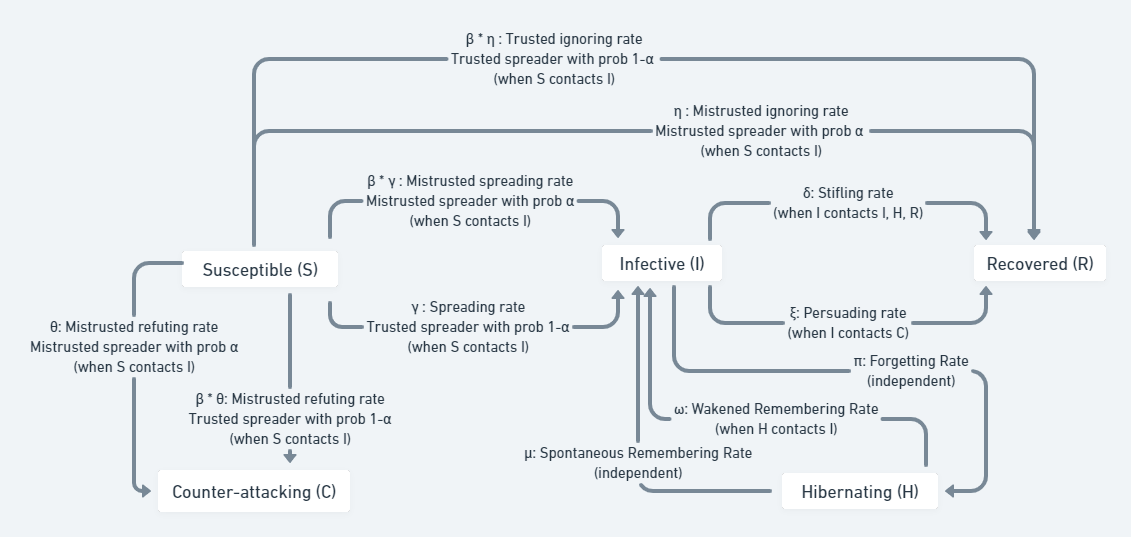 β * η : Trusted ignoring rate
Trusted spreader with prob 1-α
(when S contacts I)
η : Mistrusted ignoring rate
Mistrusted spreader with prob α
(when S contacts I)
β * γ : Mistrusted spreading rate
Mistrusted spreader with prob α
(when S contacts I)
δ: Stifling rate
(when I contacts I, H, R)
Susceptible (S)
Infective (I)
Recovered (R)
γ : Spreading rate
Trusted spreader with prob 1-α
(when S contacts I)
ξ: Persuading rate
(when I contacts C)
θ: Mistrusted refuting rate
Mistrusted spreader with prob α
(when S contacts I)
π: Forgetting Rate
(independent)
β * θ: Mistrusted refuting rate
Trusted spreader with prob 1-α
(when S contacts I)
ω: Wakened Remembering Rate
(when H contacts I)
μ: Spontaneous Remembering Rate
(independent)
Counter-attacking (C)
Hibernating (H)